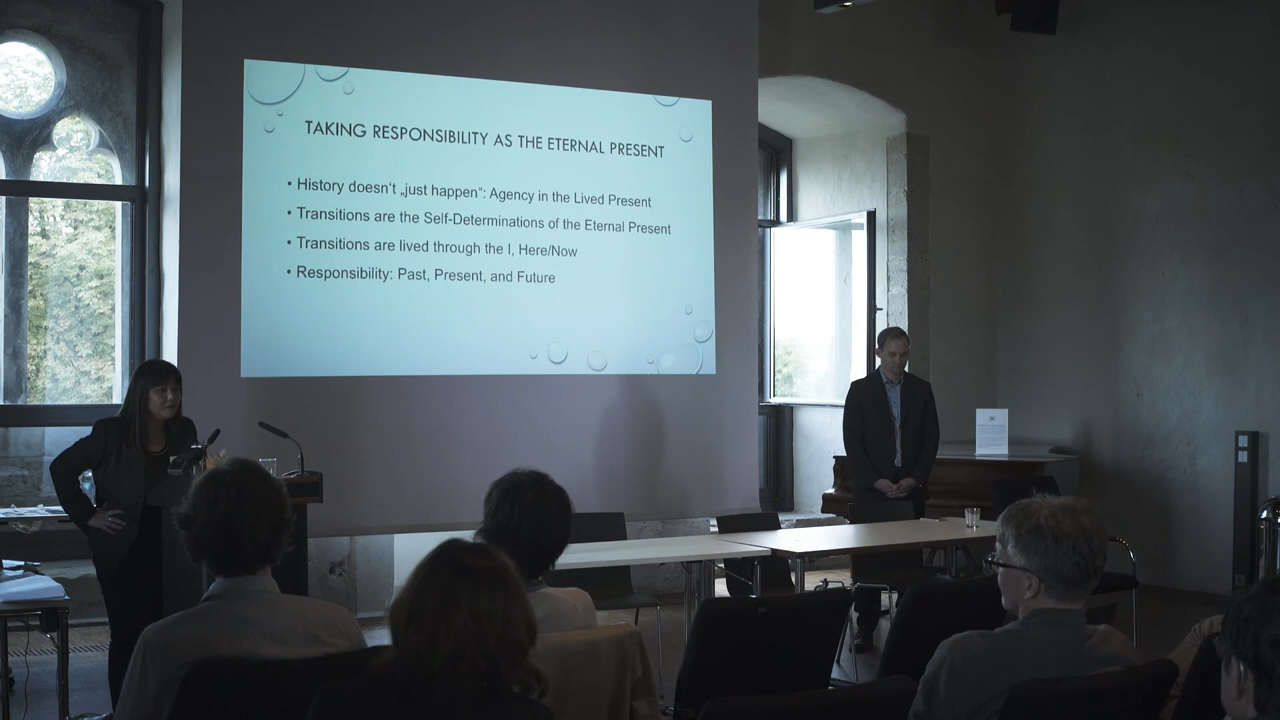 TAKING RESPONSIBILITY AS THE ETERNAL PRESENT
• History doesn't „just happen“: Agency in the Lived Present
• Transitions are the Self-Determinations of the Eternal Present
• Transitions are lived through the I, Here/Now
• Responsibility: Past, Present, and Future